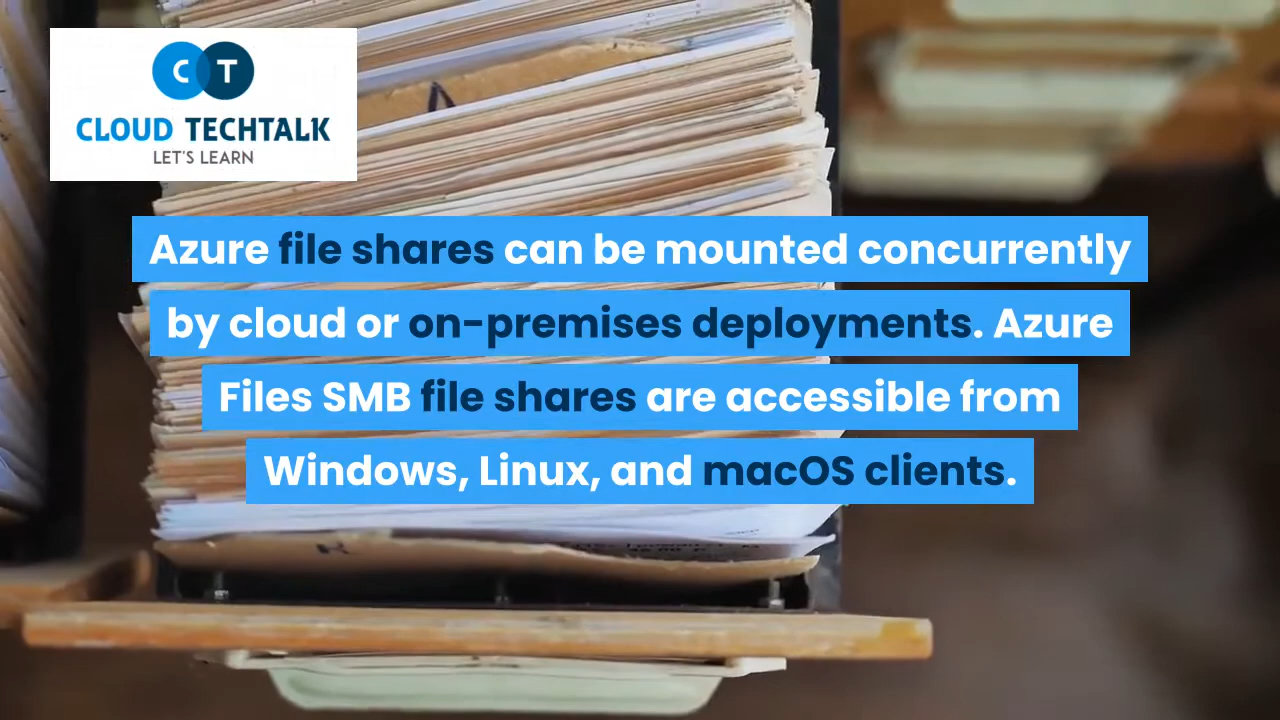 CT
CLOUD TECHTALK
LET'S LEARN
Azure file shares can be mounted concurrently
by cloud or on-premises deployments. Azure
Files SMB file shares are accessible from
Windows, Linux, and macOS clients.